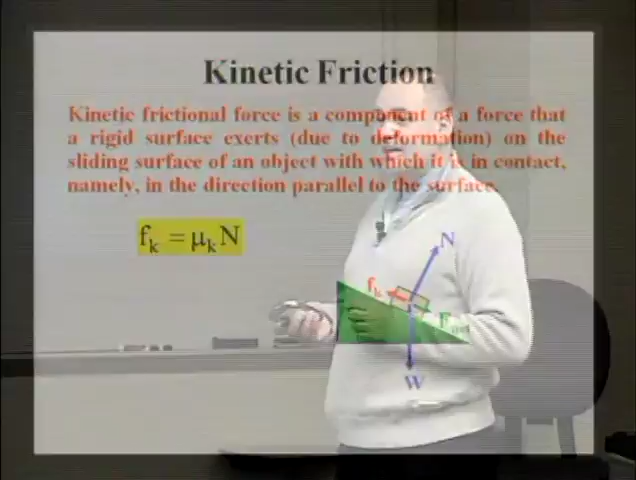 Kinetic Friction
Kinetic frictional force is a component of a force that
a rigid surface exerts (due to deformation) on the
sliding surface of an object with which it is in contact,
namely, in the direction parallel to the surface.
fk = μkN
N
fk
W